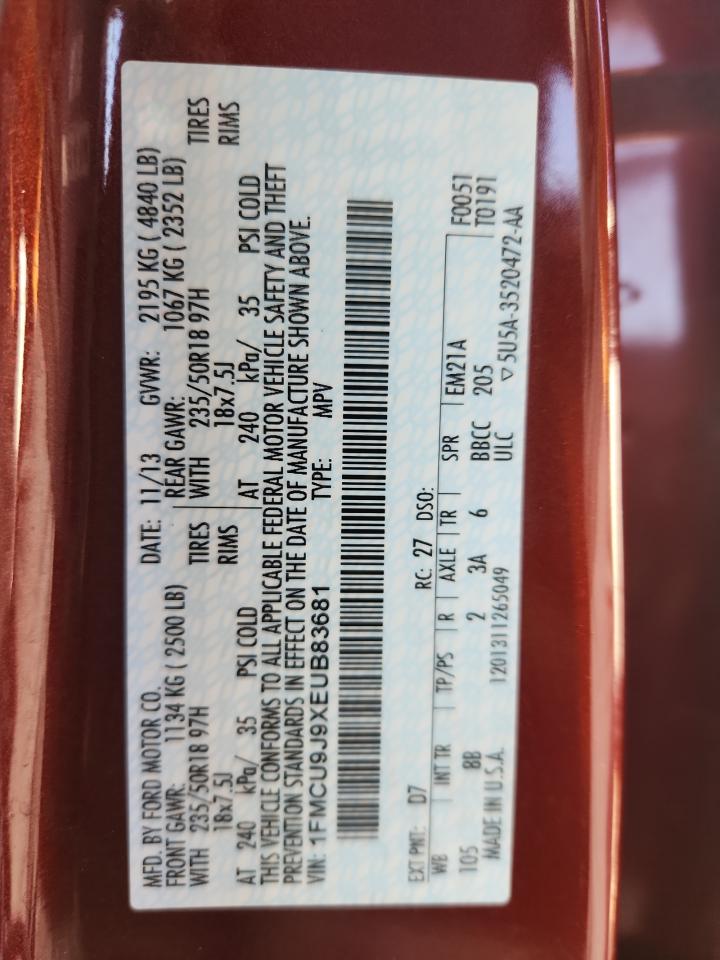 MFD. BY FORD MOTOR CO. DATE: 11/13 GVWR: 2195 KG ( 4840 LB)
FRONT GAWR: 1134 KG ( 2500 LB) REAR GAWR: 1067 KG ( 2352 LB)
WITH 235/50R18 97H TIRES WITH 235/50R18 97H TIRES
18x7.5J RIMS 18x7.5J RIMS
AT 240 kPa/ 35 PSI COLD AT 240 kPa/ 35 PSI COLD
THIS VEHICLE CONFORMS TO ALL APPLICABLE FEDERAL MOTOR VEHICLE SAFETY AND THEFT
PREVENTION STANDARDS IN EFFECT ON THE DATE OF MANUFACTURE SHOWN ABOVE.
VIN: 1FMCU9J9XEUB83681 TYPE: MPV
EXT PNT: D7 RC: 27 DSO:
WB INT TR TP/PS R AXLE TR SPR EM21A F0051
105 8B 2 3A 6 BBCC 205 T0191
MADE IN U.S.A. 1201311265049 ULC ▽5U5A-3520472-AA